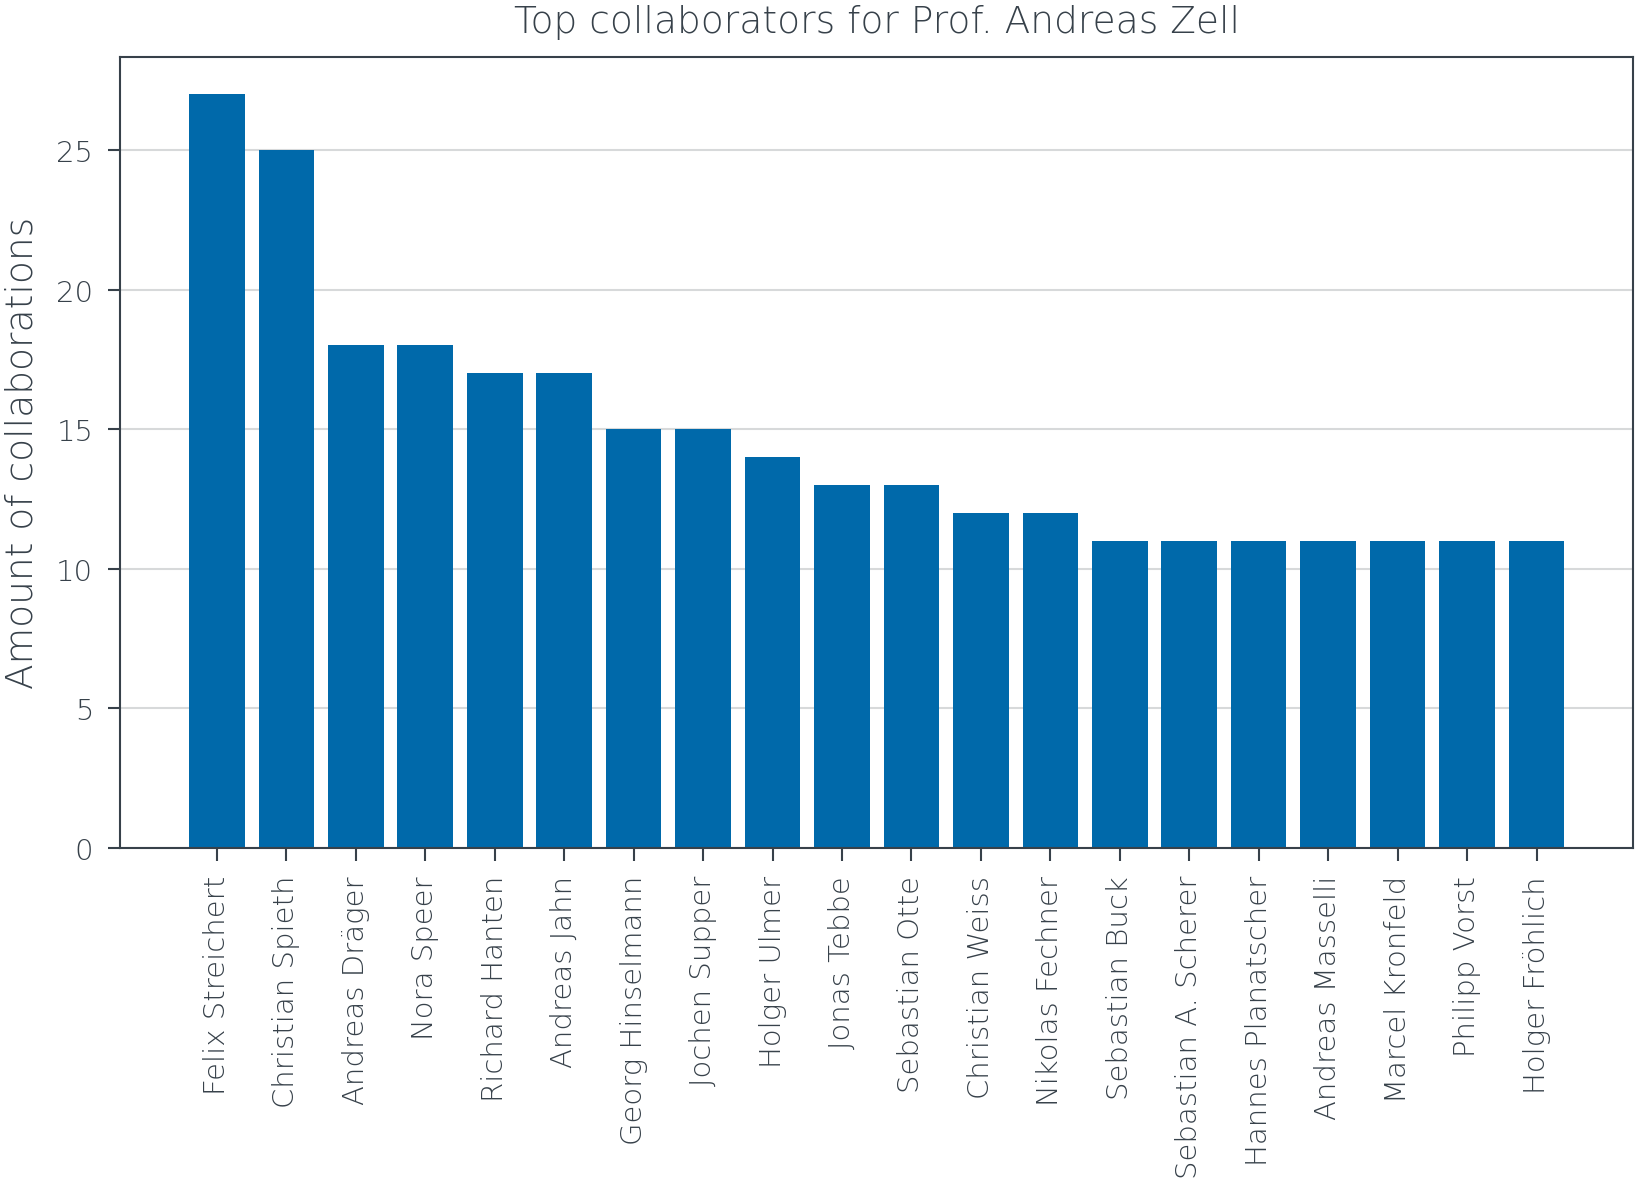 Top collaborators for Prof. Andreas Zell
Amount of collaborations
25
20
15
10
5
0
Felix Streichert
Christian Spieth
Andreas Dräger
Nora Speer
Richard Hanten
Andreas Jahn
Georg Hinselmann
Jochen Supper
Holger Ulmer
Jonas Tebbe
Sebastian Otte
Christian Weiss
Nikolas Fechner
Sebastian Buck
Sebastian A. Scherer
Hannes Planatscher
Andreas Masselli
Marcel Kronfeld
Philipp Vorst
Holger Fröhlich